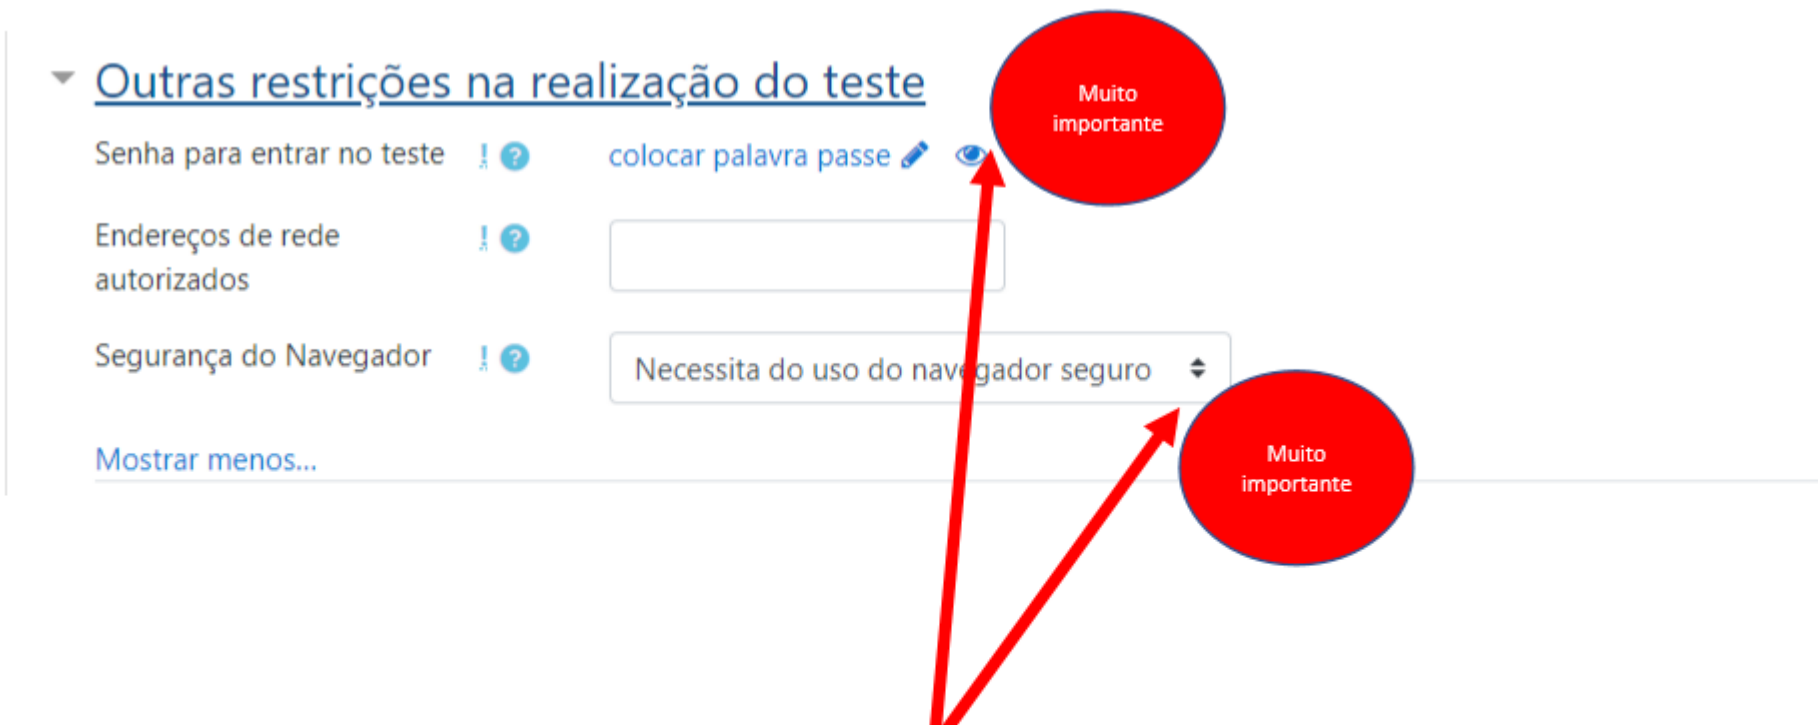 Outras restrições na realização do teste
Muito
importante
Senha para entrar no teste ! ? colocar palavra passe
Endereços de rede ! ?
autorizados
Segurança do Navegador ! ? Necessita do uso do navegador seguro
Mostrar menos...
Muito
importante